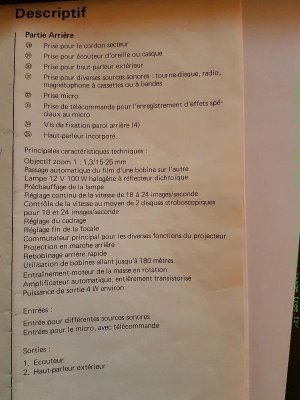 Descriptif
Partie Arrière
Prise pour le cordon secteur
Prise pour écouteur d'oreille ou casque
Prise pour haut-parleur extérieur
Prises pour diverses sources sonores : tourne-disque, radio,
magnétophone à cassettes ou à bandes
Prise micro
Prise de télécommande pour l'enregistrement d'effets spé-
ciaux au micro
Vis de fixation paroi arrière (4)
Haut-parleur incorporé.
Principales caractéristiques techniques :
Objectif zoom 1 : 1,3/15-25 mm
Passage automatique du film d'une bobine sur l'autre
Lampe 12 V 100 W halogène à réflecteur dichroïque
Préchauffage de la lampe
Réglage continu de la vitesse de 18 à 24 images/seconde
Contrôle de la vitesse au moyen de 2 disques stroboscopiques
pour 18 et 24 images/seconde
Réglage du cadrage
Réglage fin de la focale
Commutateur principal pour les diverses fonctions du projecteur
Projection en marche arrière
Rebobinage arrière rapide
Utilisation de bobines allant jusqu'à 180 mètres
Entraînement-moteur de la masse en rotation
Amplificateur automatique, entièrement transistorisé
Puissance de sortie 4 W environ
Entrées :
Entrée pour différentes sources sonores
Entrées pour le micro, avec télécommande
Sorties :
1. Ecouteur
2. Haut-parleur extérieur